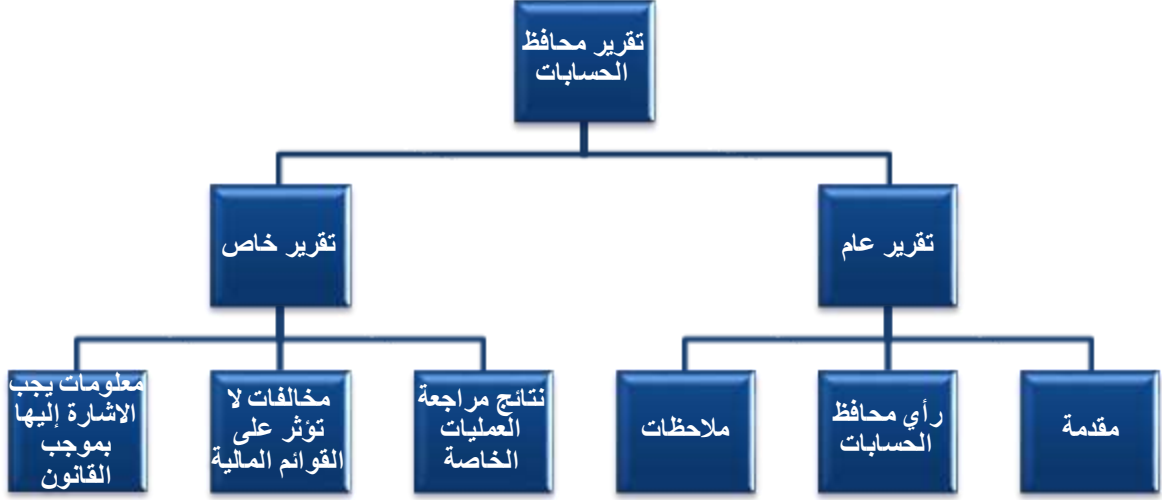 تقرير محافظ
الحسابات
تقرير عام
تقرير خاص
مقدمة
رأي محافظ
الحسابات
ملاحظات
نتائج مراجعة
العمليات
الخاصة
مخالفات لا
تؤثر على
القوائم المالية
معلومات يجب
الاشارة إليها
بموجب
القانون